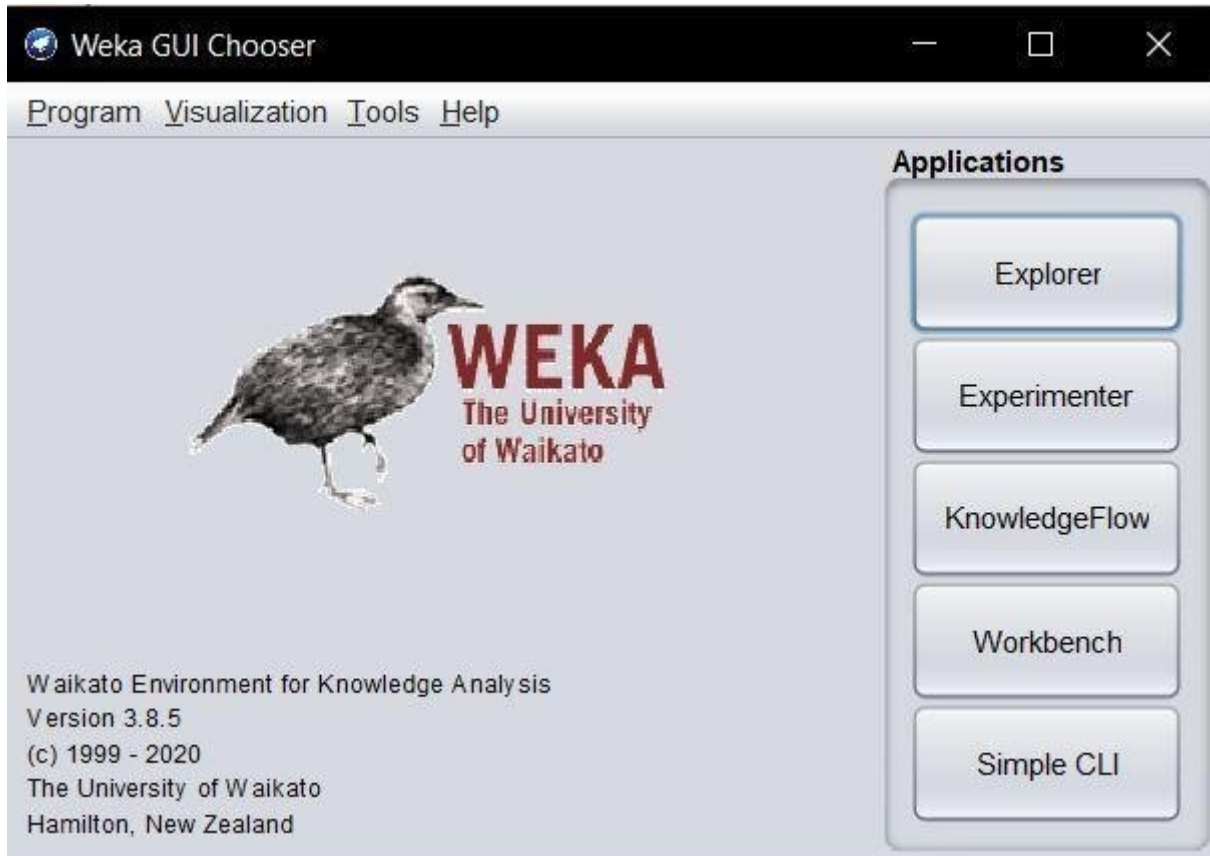 Weka GUI Chooser
Program Visualization Tools Help
Applications
Explorer
Experimenter
KnowledgeFlow
Workbench
Simple CLI
WEKA
The University
of Waikato
Waikato Environment for Knowledge Analysis
Version 3.8.5
(c) 1999 - 2020
The University of Waikato
Hamilton, New Zealand